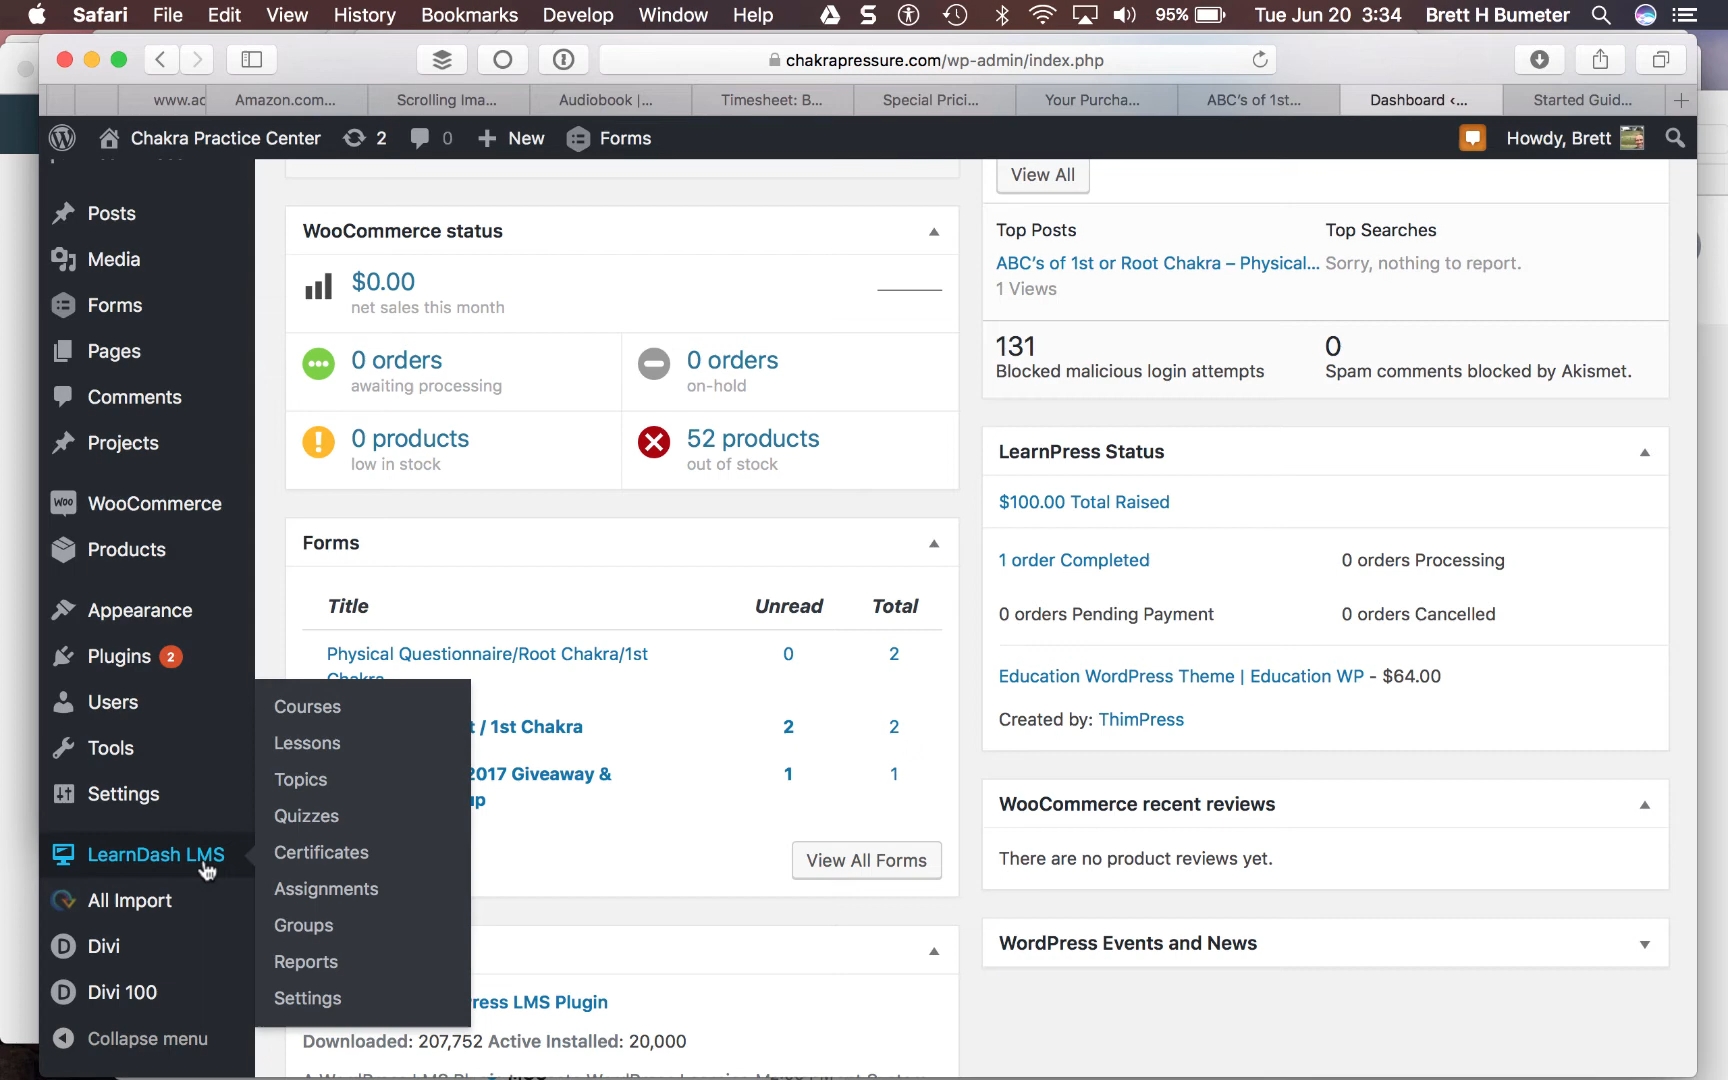 Safari File Edit View History Bookmarks Develop Window Help S 95% Tue Jun 20 3:34 Brett H Bumeter
chakrapressure.com/wp-admin/index.php
www.ac Amazon.com... Scrolling Ima... Audiobook |... Timesheet: B... Special Prici... Your Purcha... ABC's of 1st... Dashboard ‹... Started Guid... +
Chakra Practice Center 2 0 + New Forms Howdy, Brett
Posts
Media
Forms
Pages
Comments
Projects
Woo WooCommerce
Products
Appearance
Plugins 2
Users
Tools
Settings
LearnDash LMS
All Import
D Divi
D Divi 100
Collapse menu
Courses
Lessons
Topics
Quizzes
Certificates
Assignments
Groups
Reports
Settings
WooCommerce status
$0.00
net sales this month
0 orders
awaiting processing
0 orders
on-hold
0 products
low in stock
52 products
out of stock
Forms
Title Unread Total
Physical Questionnaire/Root Chakra/1st 0 2
Chakra
t / 1st Chakra 2 2
2017 Giveaway & 1 1
up
View All Forms
ress LMS Plugin
Downloaded: 207,752 Active Installed: 20,000
View All
Top Posts
ABC's of 1st or Root Chakra – Physical...
1 Views
Top Searches
Sorry, nothing to report.
131
Blocked malicious login attempts
0
Spam comments blocked by Akismet.
LearnPress Status
$100.00 Total Raised
1 order Completed 0 orders Processing
0 orders Pending Payment 0 orders Cancelled
Education WordPress Theme | Education WP - $64.00
Created by: ThimPress
WooCommerce recent reviews
There are no product reviews yet.
WordPress Events and News